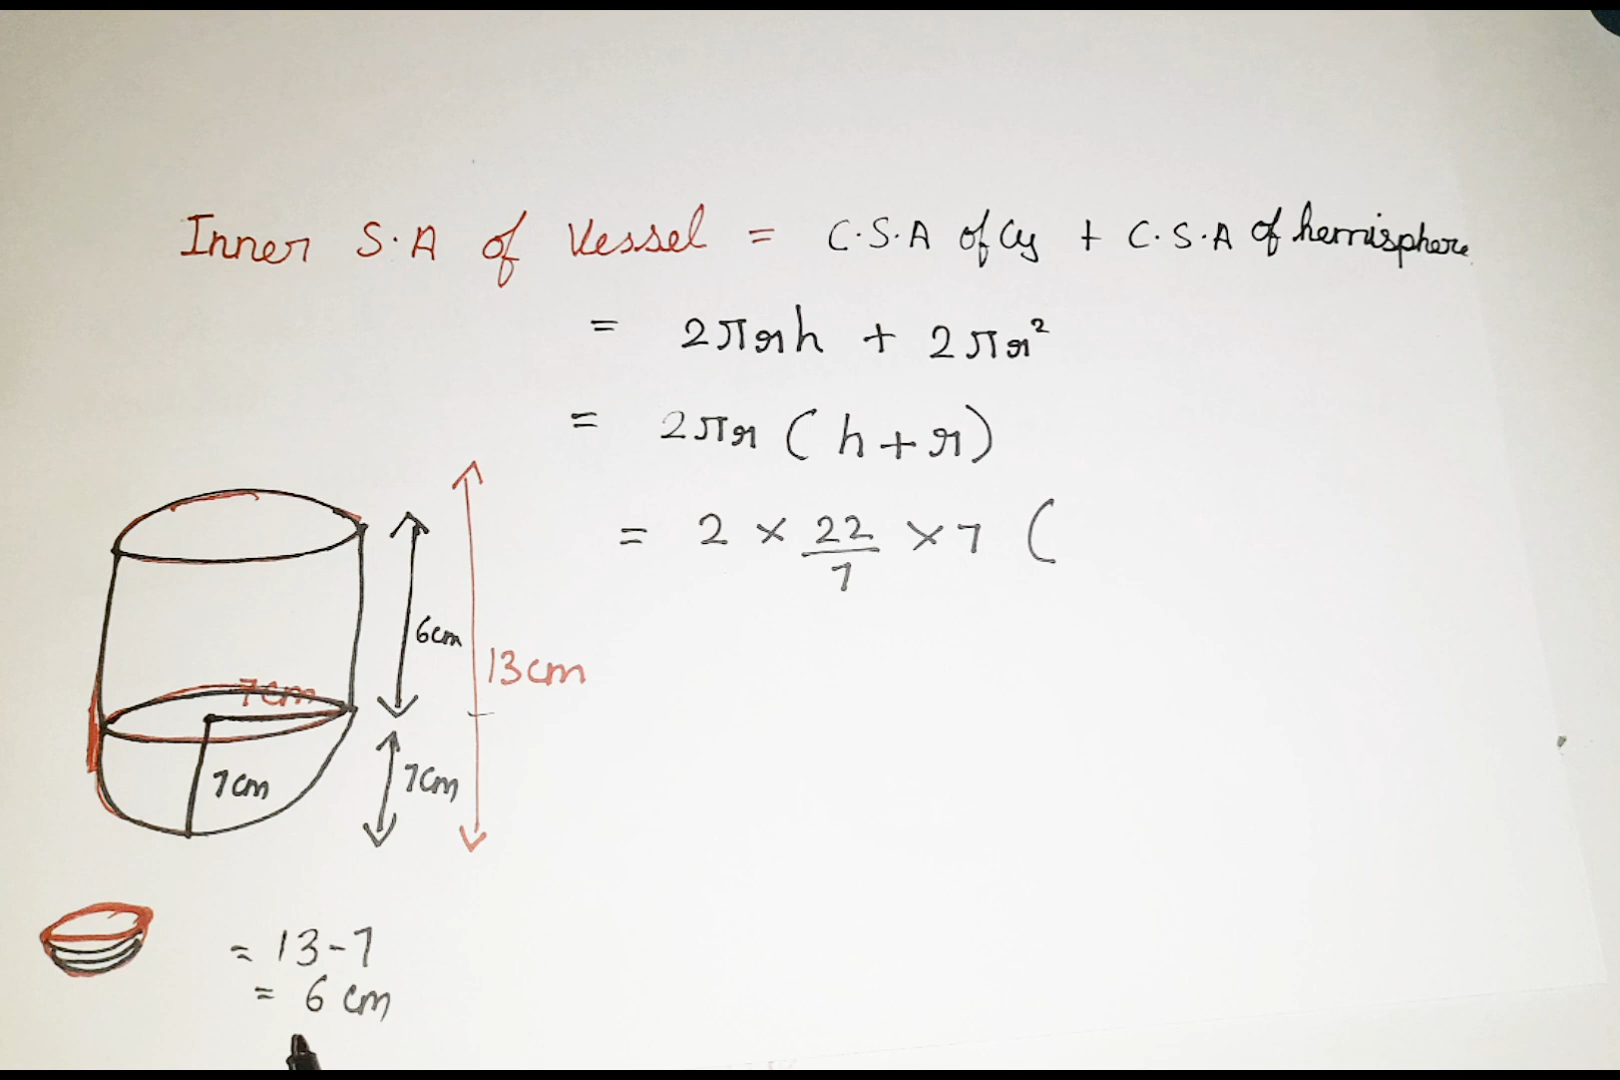 Inner S.A of Vessel = C.S.A of Cy + C.S.A of hemisphere
= 2πrh + 2πr²
= 2πr (h+r)
= 2 × 22/7 × 7 (
6cm
13cm
7cm
7cm
7cm
= 13-7
= 6 cm